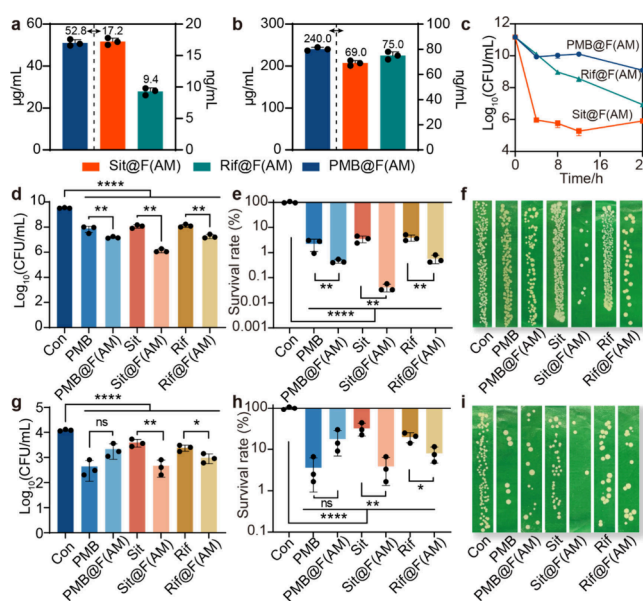 a
b
c
52.8
17.2
9.4
60
40
20
0
µg/mL
20
15
10
5
0
ng/mL
240.0
69.0
75.0
300
200
100
0
µg/mL
100
80
60
40
20
0
ng/mL
12
10
8
6
4
Log10(CFU/mL)
PMB@F(AM)
Rif@F(AM)
Sit@F(AM)
0 6 12 18 24
Time/h
Sit@F(AM) Rif@F(AM) PMB@F(AM)
d
e
f
10
8
6
4
2
0
Log10(CFU/mL)
****
** ** **
Con PMB PMB@F(AM) Sit Sit@F(AM) Rif Rif@F(AM)
100
10
1
0.1
0.01
0.001
Survival rate (%)
** ** **
****
Con PMB PMB@F(AM) Sit Sit@F(AM) Rif Rif@F(AM)
Con PMB PMB@F(AM) Sit Sit@F(AM) Rif Rif@F(AM)
g
h
i
5
4
3
2
1
0
Log10(CFU/mL)
****
ns ** *
Con PMB PMB@F(AM) Sit Sit@F(AM) Rif Rif@F(AM)
100
10
1
0.1
Survival rate (%)
ns ** *
****
Con PMB PMB@F(AM) Sit Sit@F(AM) Rif Rif@F(AM)
Con PMB PMB@F(AM) Sit Sit@F(AM) Rif Rif@F(AM)